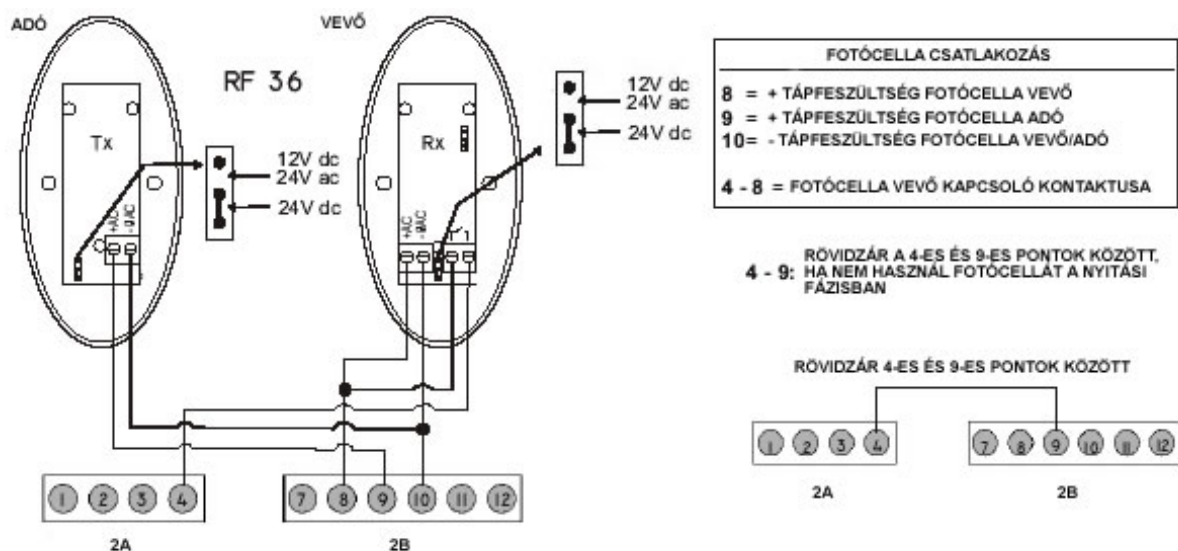 ADÓ
VEVŐ
RF 36
Tx
12V dc
24V ac
24V dc
+AC
-0AC
Rx
12V dc
24V ac
24V dc
+AC
-0AC
1 2 3 4
2A
7 8 9 10 11 12
2B
FOTÓCELLA CSATLAKOZÁS
8 = + TÁPFESZÜLTSÉG FOTÓCELLA VEVŐ
9 = + TÁPFESZÜLTSÉG FOTÓCELLA ADÓ
10= - TÁPFESZÜLTSÉG FOTÓCELLA VEVŐ/ADÓ
4 - 8 = FOTÓCELLA VEVŐ KAPCSOLÓ KONTAKTUSA
4 - 9: RÖVIDZÁR A 4-ES ÉS 9-ES PONTOK KÖZÖTT,
HA NEM HASZNÁL FOTÓCELLÁT A NYITÁSI
FÁZISBAN
RÖVIDZÁR 4-ES ÉS 9-ES PONTOK KÖZÖTT
1 2 3 4
2A
7 8 9 10 11 12
2B